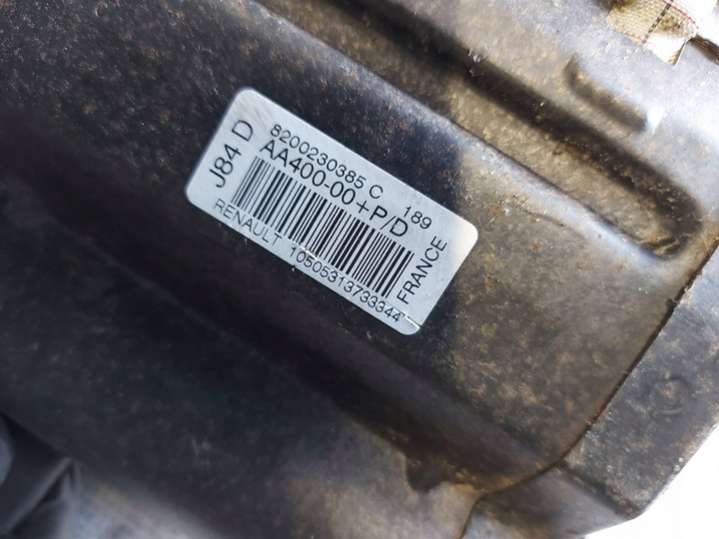 J84 D
8200230385 C 189
AA400-00+P/D
RENAULT 10505313733344
FRANCE